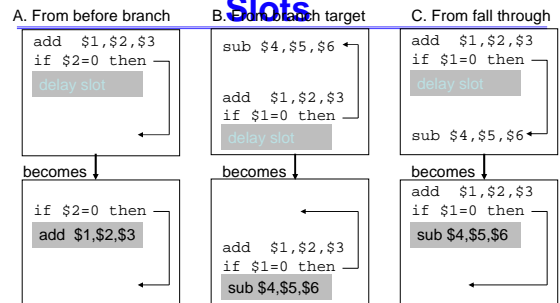 Slots
A. From before branch
add $1,$2,$3
if $2=0 then
delay slot
becomes
if $2=0 then
add $1,$2,$3
B. From branch target
sub $4,$5,$6
add $1,$2,$3
if $1=0 then
delay slot
becomes
add $1,$2,$3
if $1=0 then
sub $4,$5,$6
C. From fall through
add $1,$2,$3
if $1=0 then
delay slot
sub $4,$5,$6
becomes
add $1,$2,$3
if $1=0 then
sub $4,$5,$6